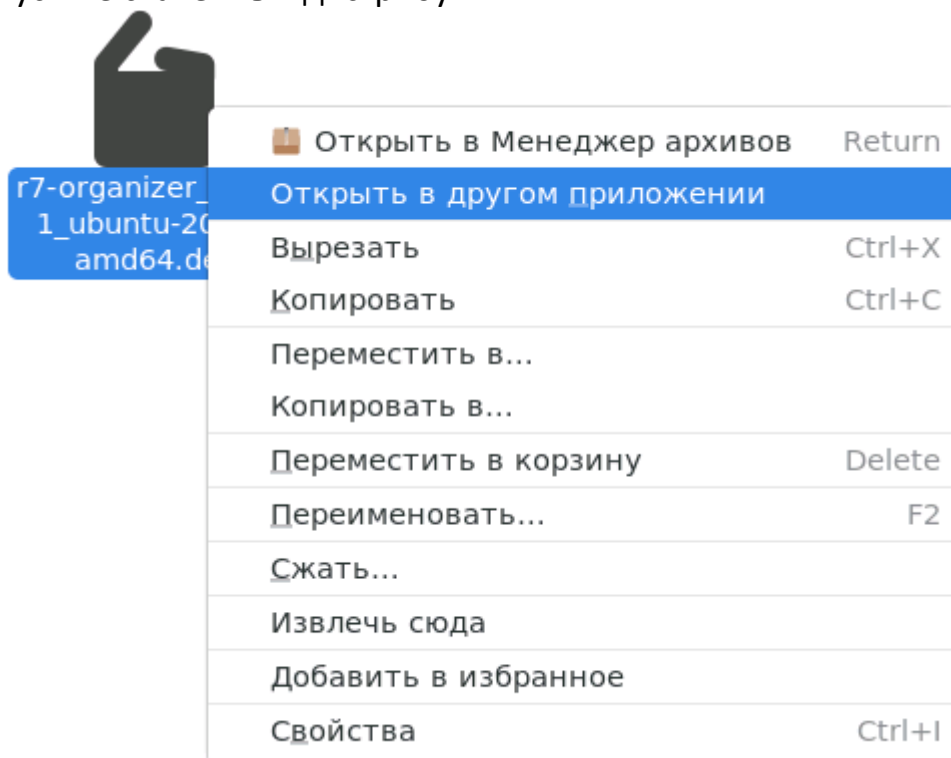 r7-organizer_
1_ubuntu-20
amd64.de
Открыть в Менеджер архивов Return
Открыть в другом приложении
Вырезать Ctrl+X
Копировать Ctrl+C
Переместить в...
Копировать в...
Переместить в корзину Delete
Переименовать... F2
Сжать...
Извлечь сюда
Добавить в избранное
Свойства Ctrl+I